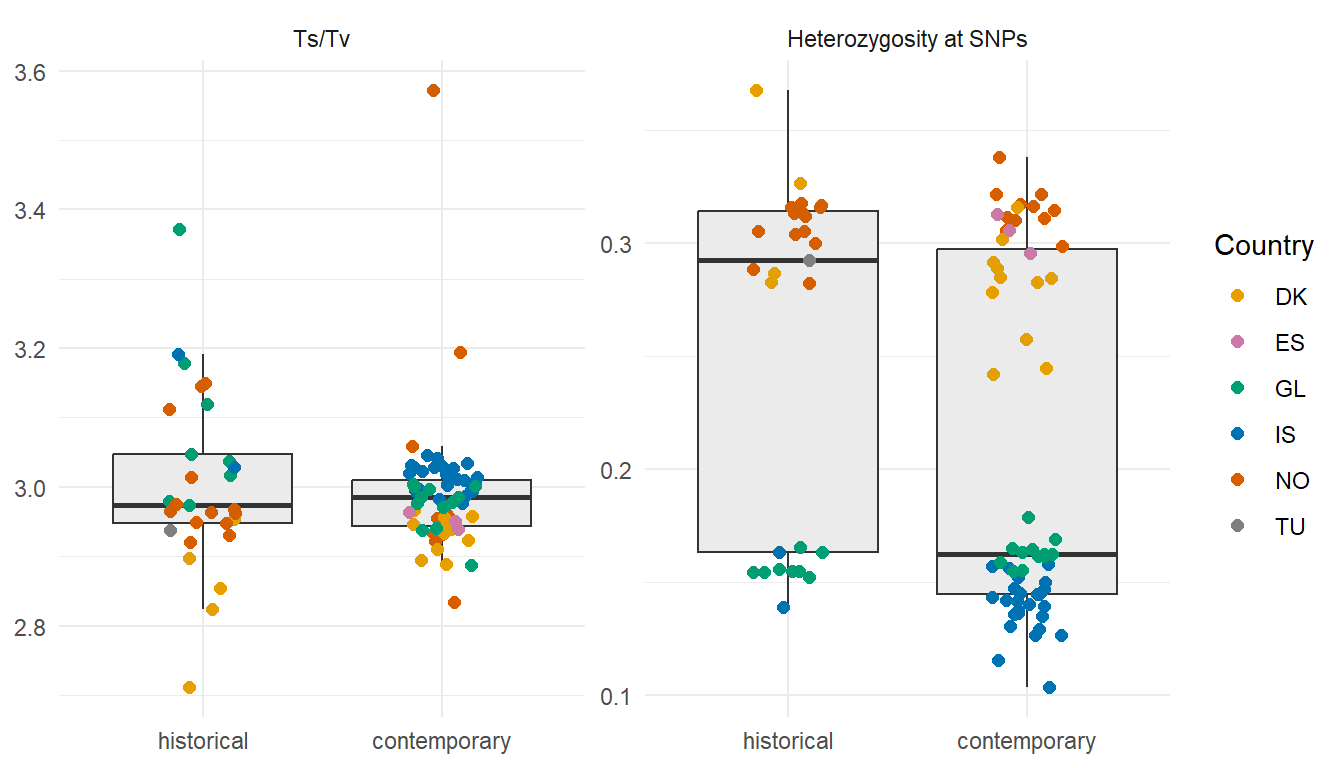 Ts/Tv
Heterozygosity at SNPs
3.6
3.4
3.2
3.0
2.8
0.3
0.2
0.1
historical
contemporary
historical
contemporary
Country
DK
ES
GL
IS
NO
TU